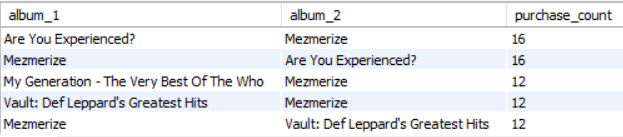 album_1 album_2 purchase_count
Are You Experienced? Mezmerize 16
Mezmerize Are You Experienced? 16
My Generation - The Very Best Of The Who Mezmerize 12
Vault: Def Leppard's Greatest Hits Mezmerize 12
Mezmerize Vault: Def Leppard's Greatest Hits 12